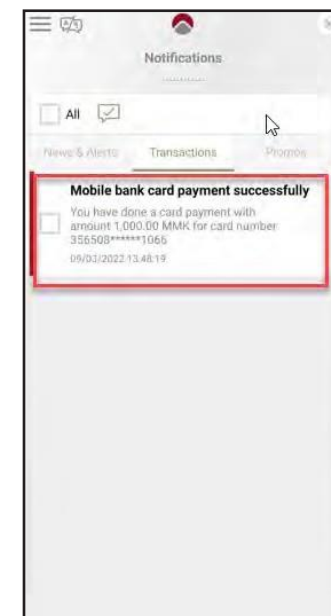 Notifications
All
News & Alerts Transactions Promos
Mobile bank card payment successfully
You have done a card payment with
amount 1,000.00 MMK for card number
356508******1066
09/03/2022 13:48:19